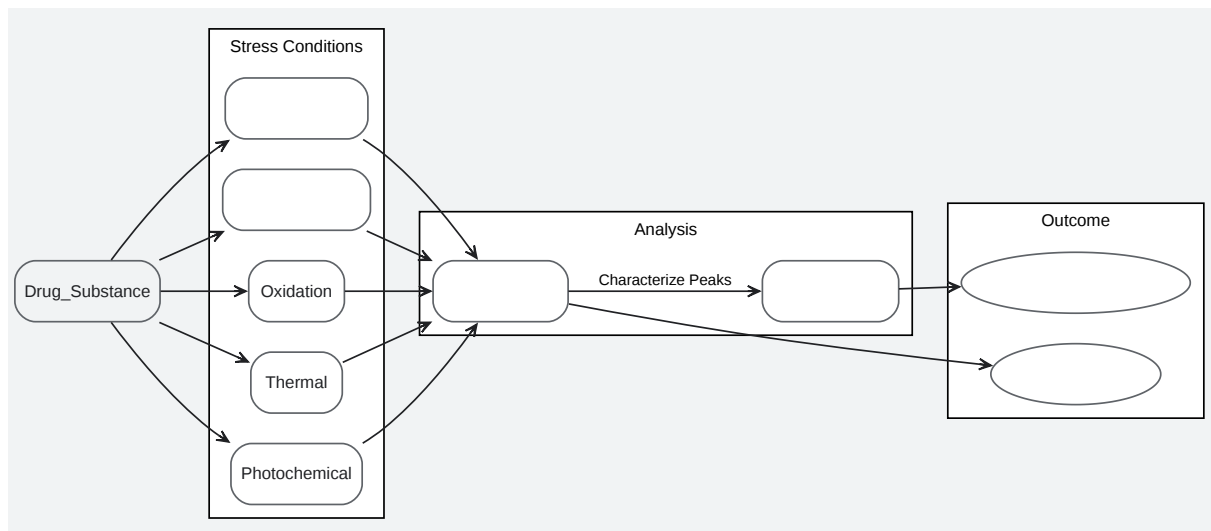 Stress Conditions
Analysis
Outcome
Characterize Peaks
Drug_Substance
Oxidation
Thermal
Photochemical